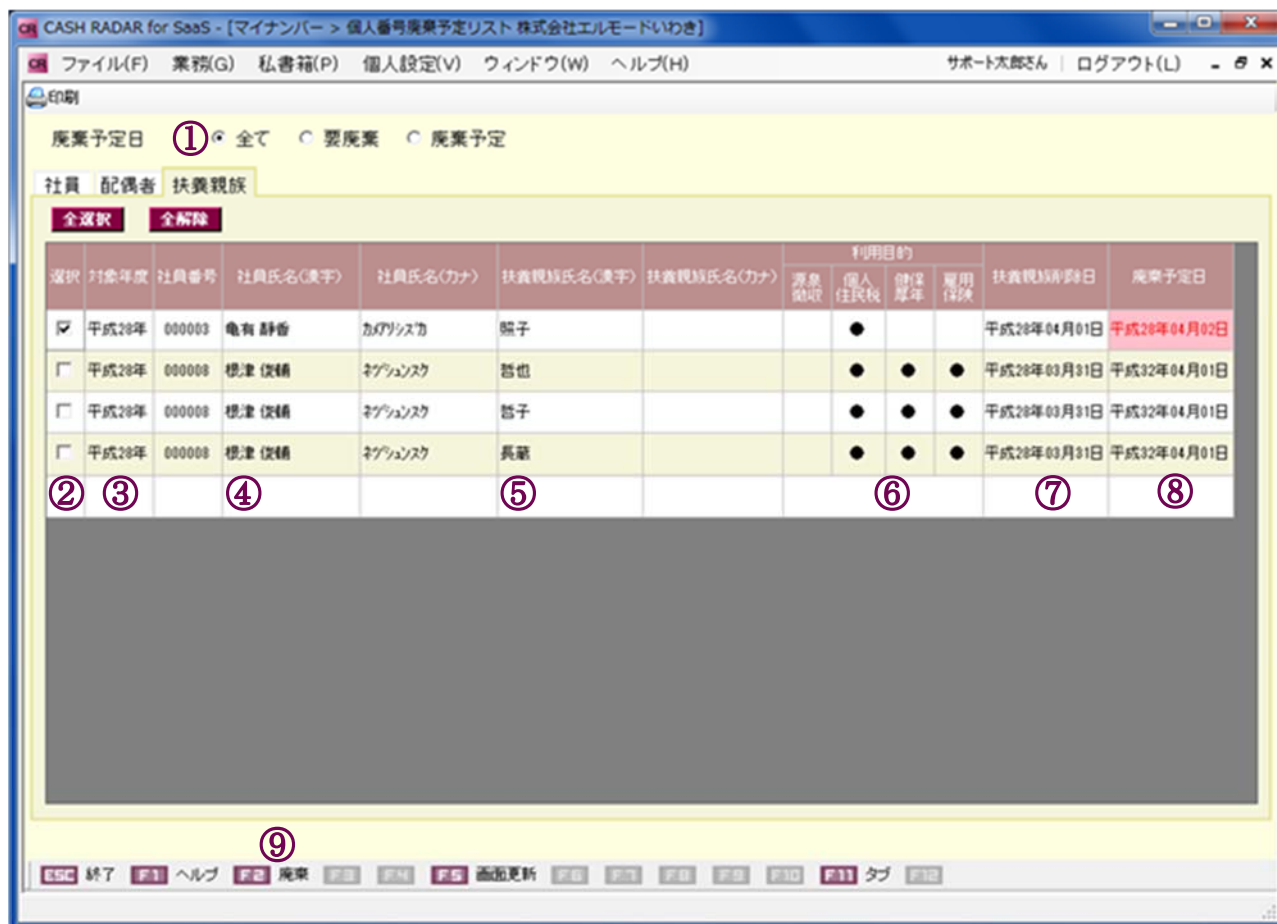 CR CASH RADAR for SaaS - [マイナンバー > 個人番号廃棄予定リスト 株式会社エルモードいわき]
CR ファイル(F) 業務(G) 私書箱(P) 個人設定(V) ウィンドウ(W) ヘルプ(H) サポート太郎さん | ログアウト(L)
印刷
廃棄予定日 ① 全て 要廃棄 廃棄予定
社員 配偶者 扶養親族
全選択 全解除
利用目的
選択 対象年度 社員番号 社員氏名(漢字) 社員氏名(カナ) 扶養親族氏名(漢字) 扶養親族氏名(カナ) 源泉徴収 個人住民税 健保厚年 雇用保険 扶養親族削除日 廃棄予定日
平成28年 000003 亀有 静香 ｶﾒｱﾘｼｽﾞｶ 照子 ● 平成28年04月01日 平成28年04月02日
平成28年 000008 根津 俊輔 ﾈﾂﾞｼｭﾝｽｹ 哲也 ● ● ● 平成28年03月31日 平成32年04月01日
平成28年 000008 根津 俊輔 ﾈﾂﾞｼｭﾝｽｹ 哲子 ● ● ● 平成28年03月31日 平成32年04月01日
平成28年 000008 根津 俊輔 ﾈﾂﾞｼｭﾝｽｹ 長蔵 ● ● ● 平成28年03月31日 平成32年04月01日
② ③ ④ ⑤ ⑥ ⑦ ⑧
⑨
ESC 終了 F1 ヘルプ F2 廃棄 F3 F4 F5 画面更新 F6 F7 F8 F9 F10 F11 タブ F12